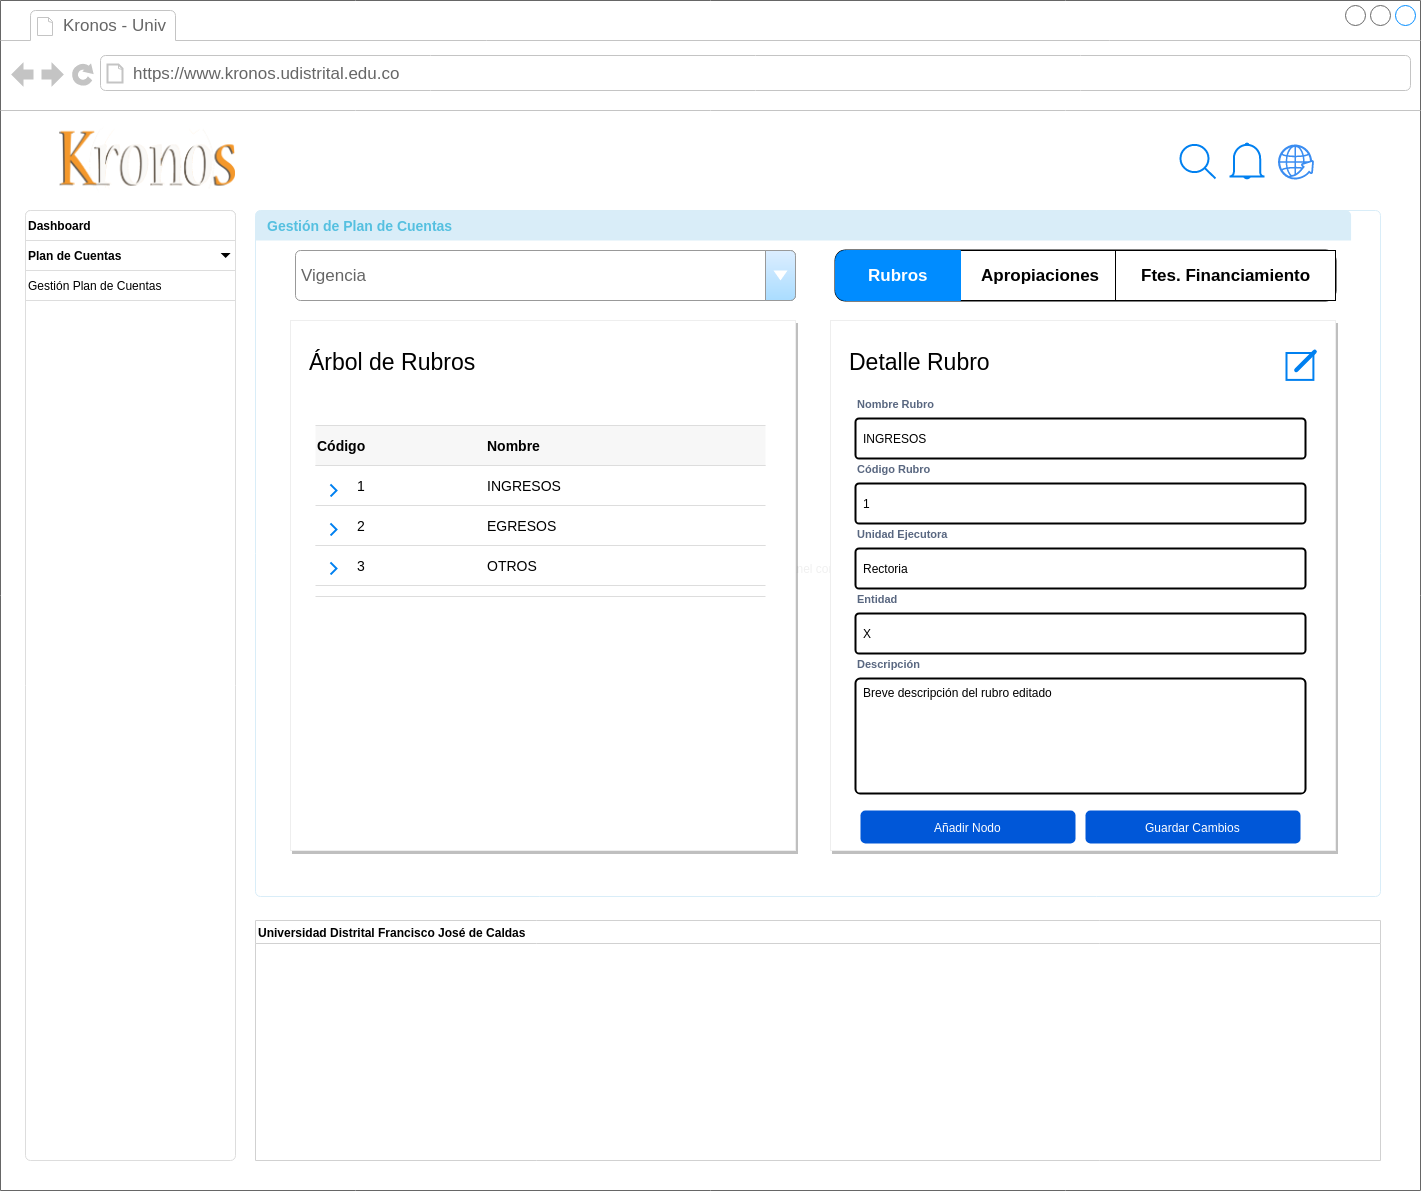 Kronos - Univ
https://www.kronos.udistrital.edu.co
Kronos
Dashboard
Plan de Cuentas
Gestión Plan de Cuentas
Gestión de Plan de Cuentas
Vigencia
Rubros
Apropiaciones
Ftes. Financiamiento
Árbol de Rubros
Código Nombre
1 INGRESOS
2 EGRESOS
3 OTROS
Detalle Rubro
Nombre Rubro
INGRESOS
Código Rubro
1
Unidad Ejecutora
Rectoria
Entidad
X
Descripción
Breve descripción del rubro editado
Añadir Nodo
Guardar Cambios
Universidad Distrital Francisco José de Caldas